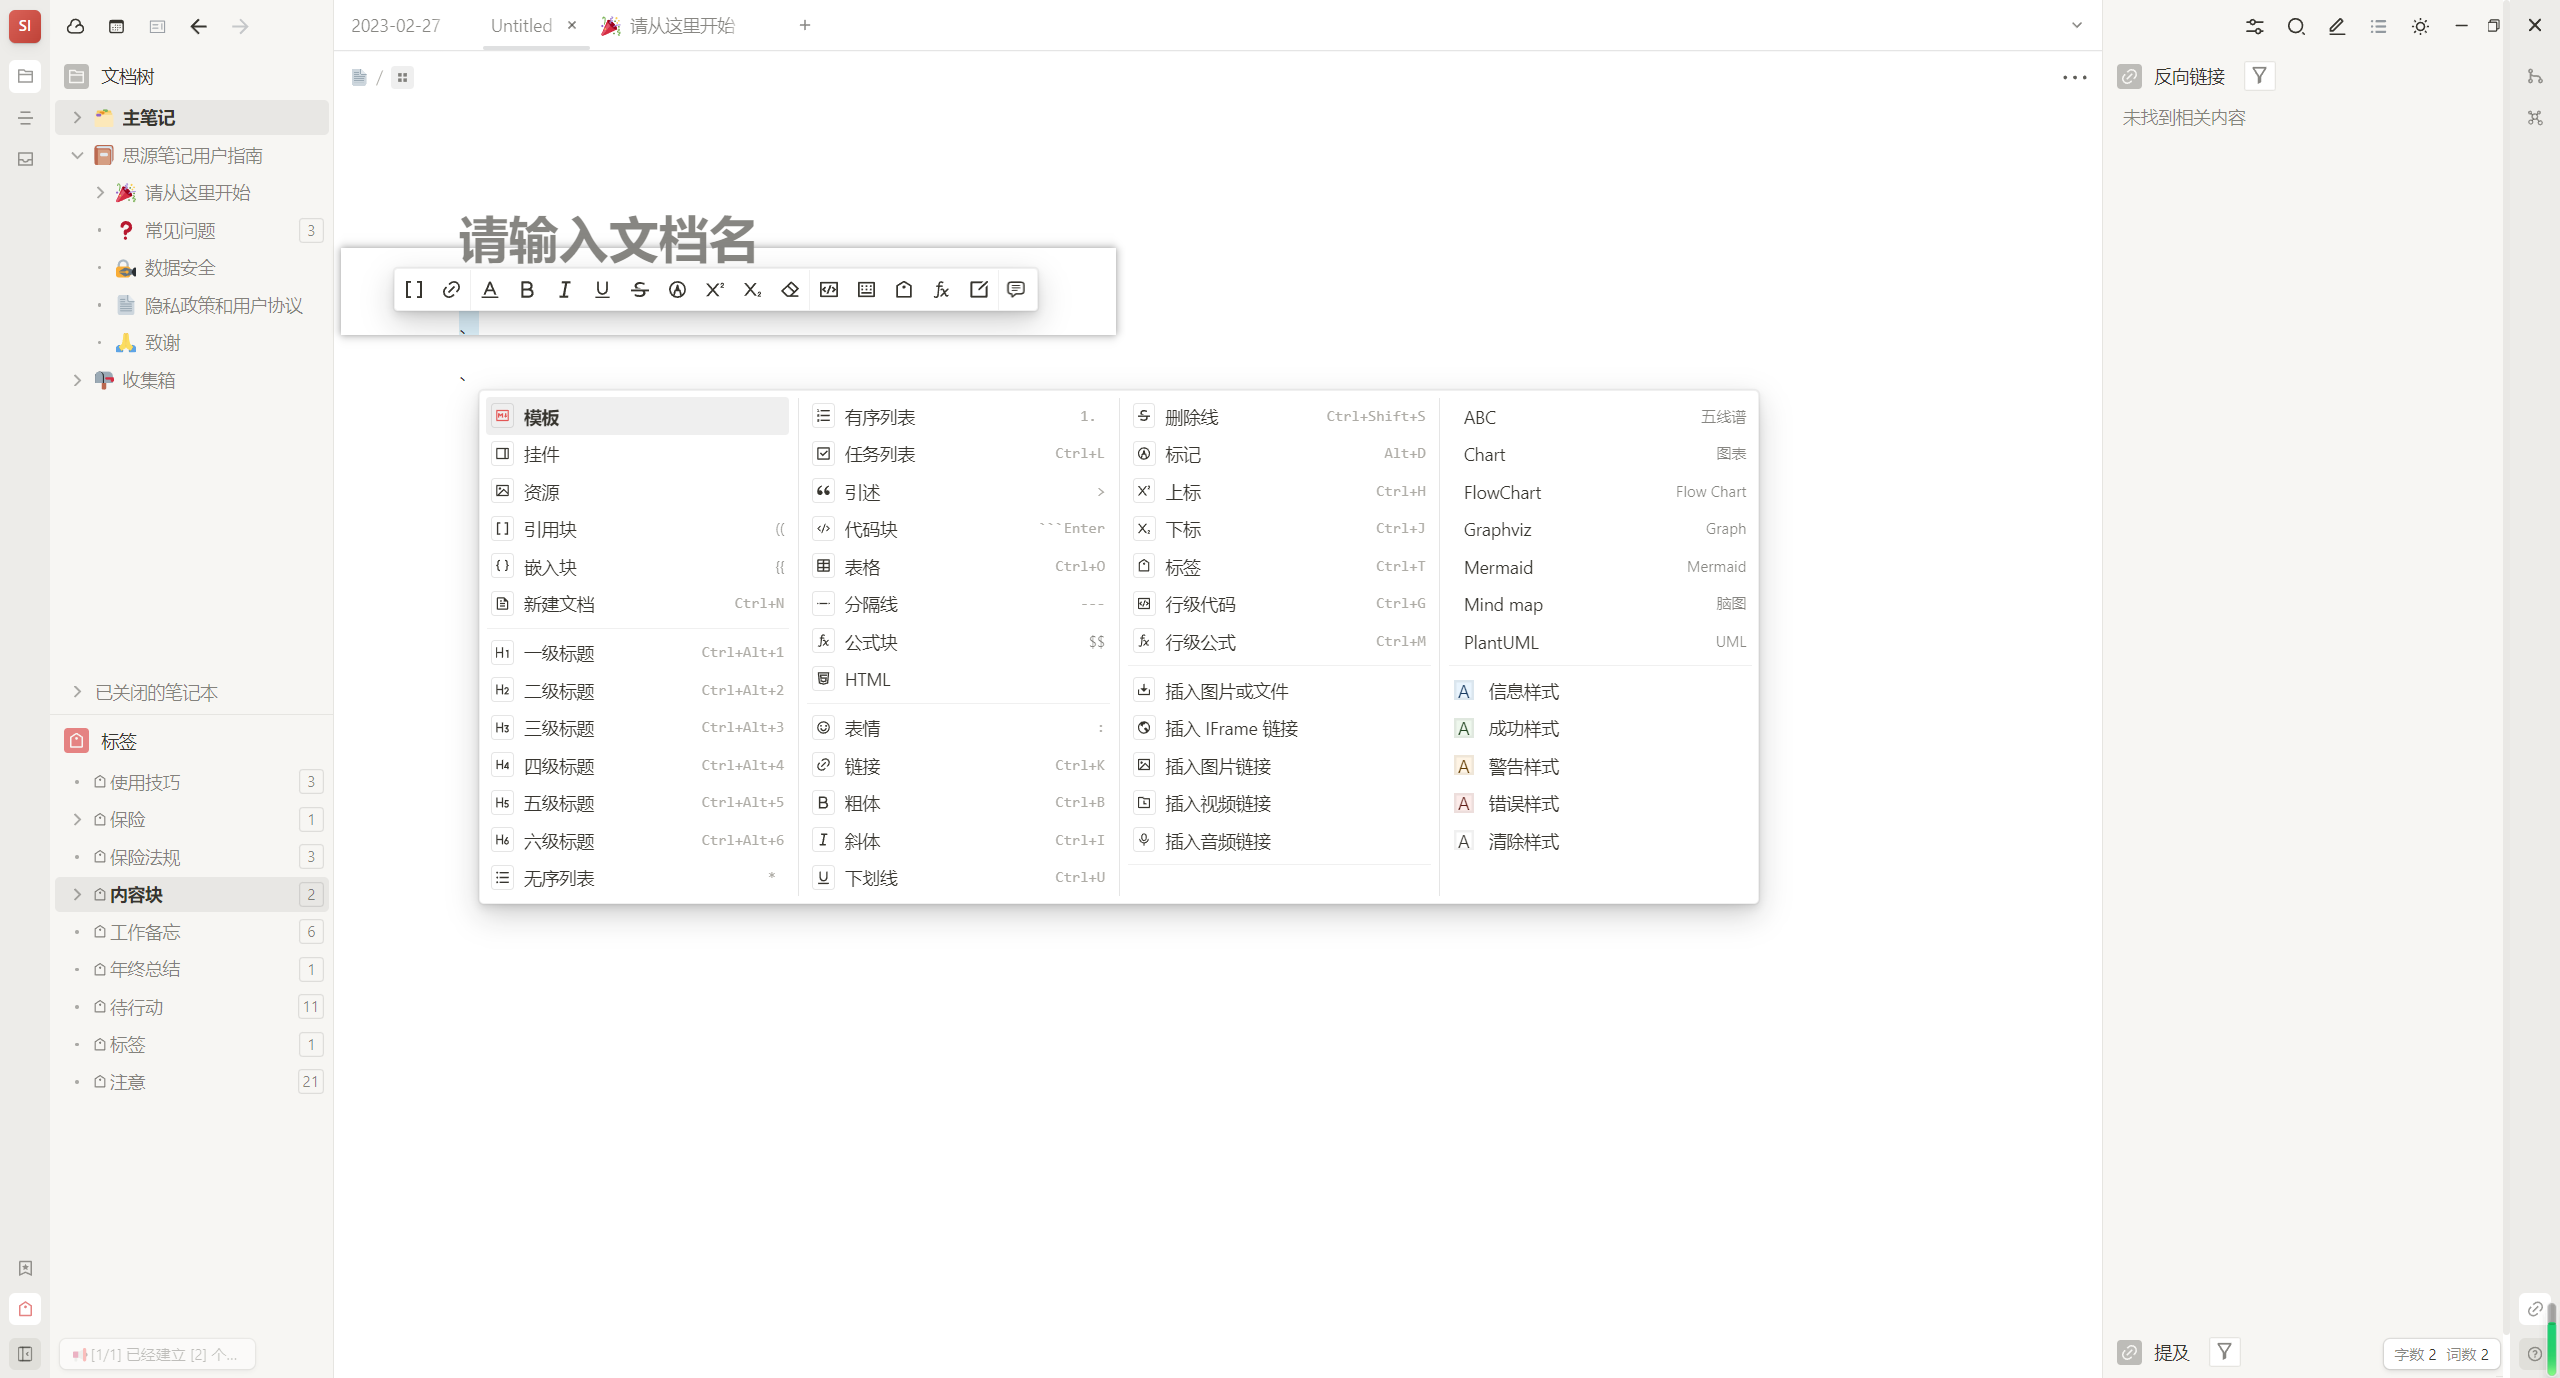 SI
2023-02-27
Untitled
请从这里开始
文档树
主笔记
思源笔记用户指南
请从这里开始
常见问题 3
数据安全
隐私政策和用户协议
致谢
收集箱
已关闭的笔记本
标签
使用技巧 3
保险 1
保险法规 3
内容块 2
工作备忘 6
年终总结 1
待行动 11
标签 1
注意 21
[1/1] 已经建立 [2] 个...
/
请输入文档名
、
、
模板
挂件
资源
引用块 ((
嵌入块 {{
新建文档 Ctrl+N
一级标题 Ctrl+Alt+1
二级标题 Ctrl+Alt+2
三级标题 Ctrl+Alt+3
四级标题 Ctrl+Alt+4
五级标题 Ctrl+Alt+5
六级标题 Ctrl+Alt+6
无序列表 *
有序列表 1.
任务列表 Ctrl+L
引述 >
代码块 ```Enter
表格 Ctrl+O
分隔线 ---
公式块 $$
HTML
表情 :
链接 Ctrl+K
粗体 Ctrl+B
斜体 Ctrl+I
下划线 Ctrl+U
删除线 Ctrl+Shift+S
标记 Alt+D
上标 Ctrl+H
下标 Ctrl+J
标签 Ctrl+T
行级代码 Ctrl+G
行级公式 Ctrl+M
插入图片或文件
插入 IFrame 链接
插入图片链接
插入视频链接
插入音频链接
ABC 五线谱
Chart 图表
FlowChart Flow Chart
Graphviz Graph
Mermaid Mermaid
Mind map 脑图
PlantUML UML
A 信息样式
A 成功样式
A 警告样式
A 错误样式
A 清除样式
反向链接
未找到相关内容
提及
字数 2 词数 2